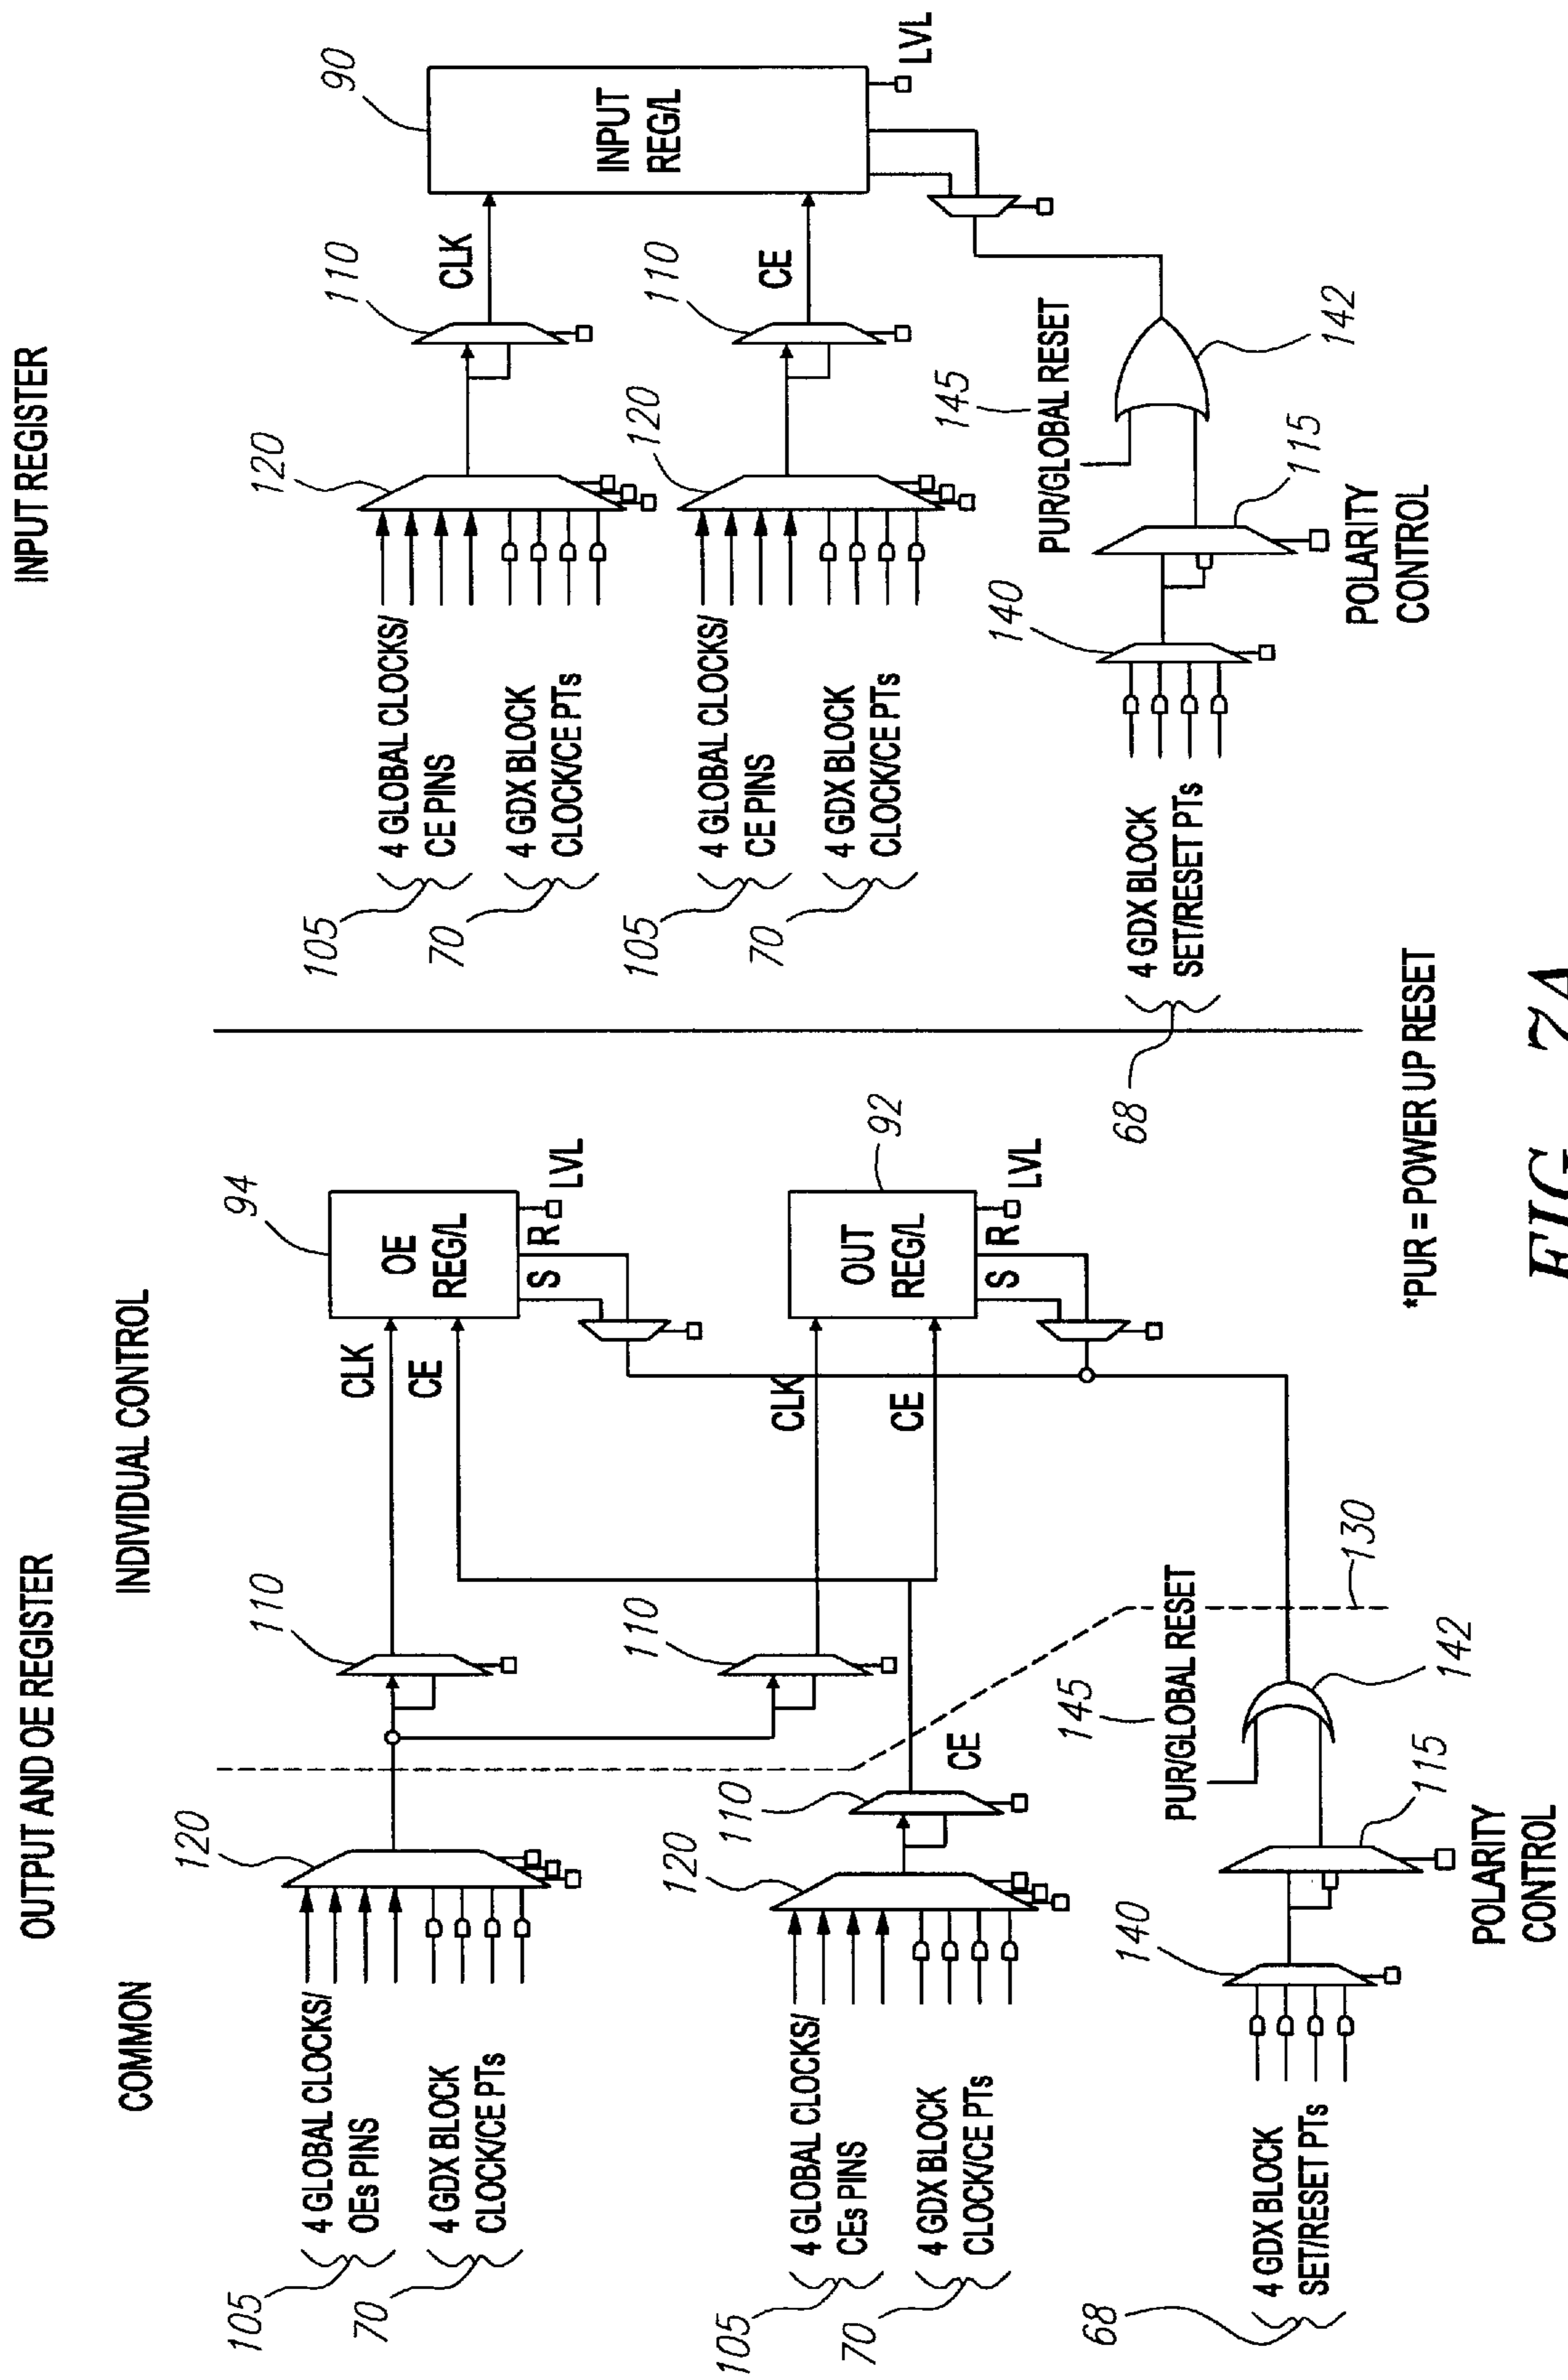 OUTPUT AND OE REGISTER
COMMON
INDIVIDUAL CONTROL
105
4 GLOBAL CLOCKS/
OEs PINS
70
4 GDX BLOCK
CLOCK/CE PTs
120
110
CLK
CE
94
OE
REG/L
S
R
LVL
105
4 GLOBAL CLOCKS/
CEs PINS
70
4 GDX BLOCK
CLOCK/CE PTs
120
110
CE
110
CLK
CE
92
OUT
REG/L
S
R
LVL
68
4 GDX BLOCK
SET/RESET PTs
140
115
POLARITY
CONTROL
145
PUR/GLOBAL RESET
142
130
INPUT REGISTER
105
4 GLOBAL CLOCKS/
CE PINS
70
4 GDX BLOCK
CLOCK/CE PTs
120
110
CLK
90
INPUT
REG/L
LVL
105
4 GLOBAL CLOCKS/
CE PINS
70
4 GDX BLOCK
CLOCK/CE PTs
120
110
CE
68
4 GDX BLOCK
SET/RESET PTs
140
115
POLARITY
CONTROL
145
PUR/GLOBAL RESET
142
*PUR = POWER UP RESET
FIG. 7A